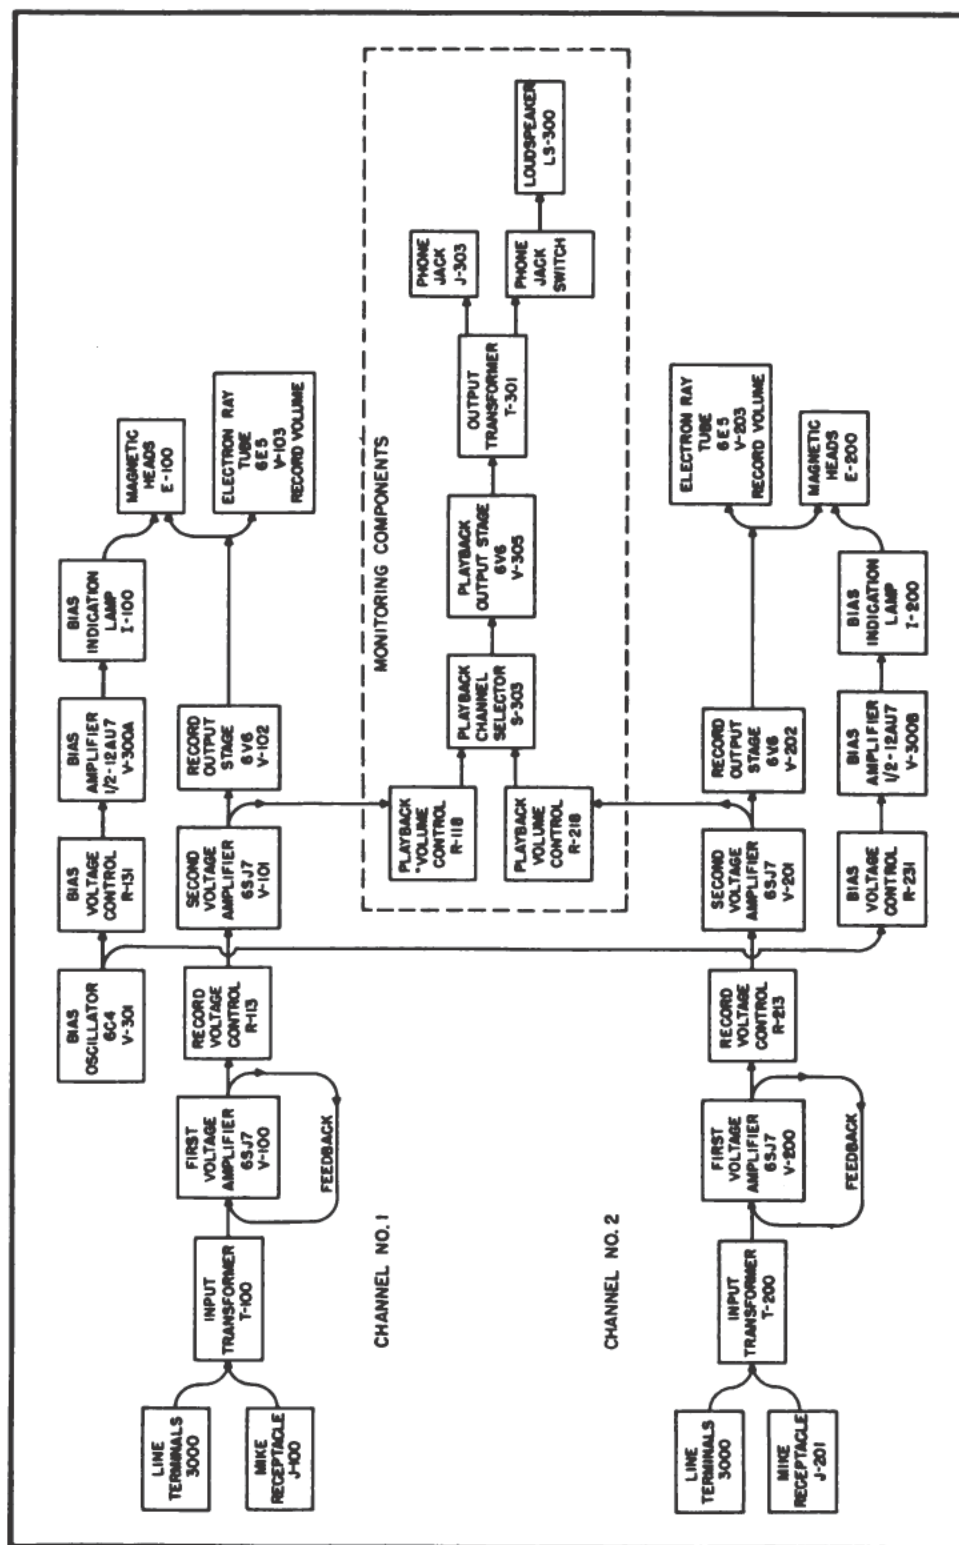 BIAS
OSCILLATOR
6C4
V-301
BIAS
VOLTAGE
CONTROL
R-131
BIAS
AMPLIFIER
1/2-12AU7
V-300A
BIAS
INDICATION
LAMP
I-100
MAGNETIC
HEADS
E-100
LINE
TERMINALS
3000
MIKE
RECEPTACLE
J-100
INPUT
TRANSFORMER
T-100
FIRST
VOLTAGE
AMPLIFIER
6SJ7
V-100
FEEDBACK
RECORD
VOLTAGE
CONTROL
R-113
SECOND
VOLTAGE
AMPLIFIER
6SJ7
V-101
RECORD
OUTPUT
STAGE
6V6
V-102
ELECTRON RAY
TUBE
6E5
V-103
RECORD VOLUME
CHANNEL NO. 1
MONITORING COMPONENTS
PLAYBACK
"VOLUME
CONTROL
R-118
PLAYBACK
VOLUME
CONTROL
R-218
PLAYBACK
CHANNEL
SELECTOR
S-303
PLAYBACK
OUTPUT STAGE
6V6
V-305
OUTPUT
TRANSFORMER
T-301
PHONE
JACK
J-303
PHONE
JACK
SWITCH
LOUDSPEAKER
LS-300
CHANNEL NO. 2
LINE
TERMINALS
3000
MIKE
RECEPTACLE
J-201
INPUT
TRANSFORMER
T-200
FIRST
VOLTAGE
AMPLIFIER
6SJ7
V-200
FEEDBACK
RECORD
VOLTAGE
CONTROL
R-213
SECOND
VOLTAGE
AMPLIFIER
6SJ7
V-201
RECORD
OUTPUT
STAGE
6V6
V-202
ELECTRON RAY
TUBE
6E5
V-203
RECORD VOLUME
BIAS
VOLTAGE
CONTROL
R-231
BIAS
AMPLIFIER
1/2-12AU7
V-300B
BIAS
INDICATION
LAMP
I-200
MAGNETIC
HEADS
E-200